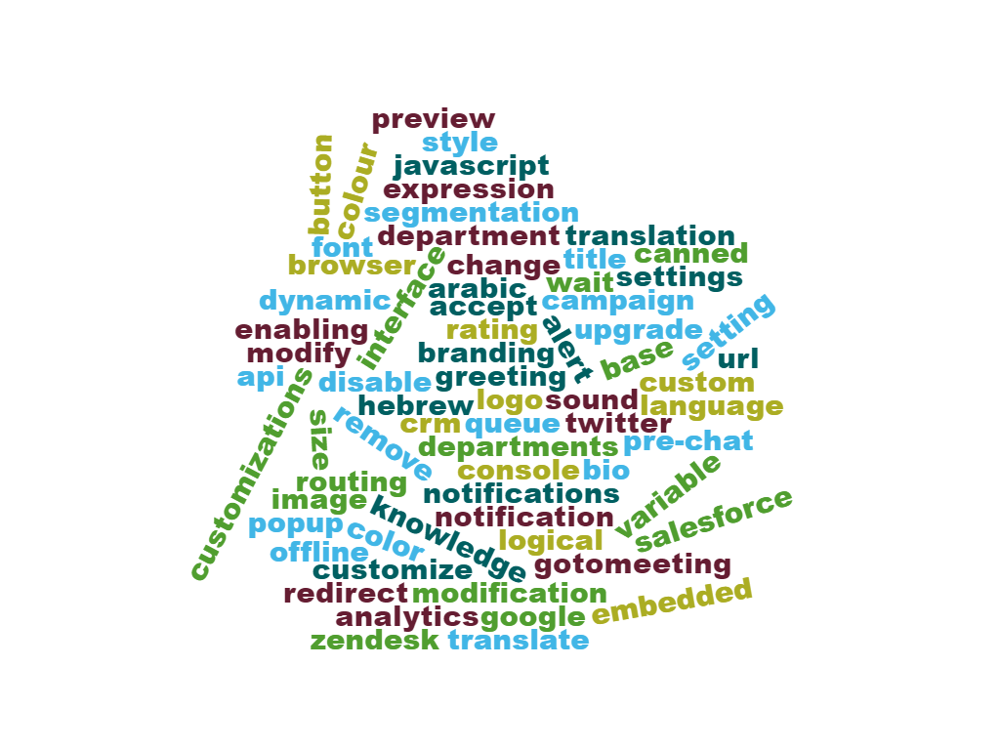 preview
style
button
colour
javascript
expression
segmentation
department translation
font
canned
browser
interface
change
title
settings
wait
arabic
dynamic
accept
campaign
setting
enabling
rating
alert
upgrade
modify
branding
base
url
api
disable
greeting
custom
customizations
hebrew
logo
sound
language
size
remove
crm
queue
twitter
departments
pre-chat
console
bio
routing
notifications
variable
image
knowledge
notification
salesforce
popup
color
logical
offline
customize
gotomeeting
redirect
modification
embedded
analytics
google
zendesk
translate